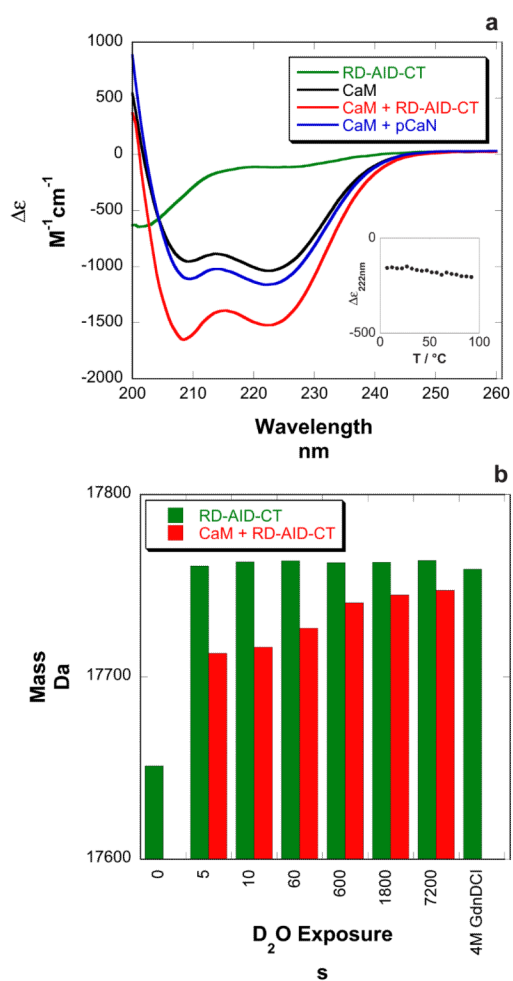 a
1000
500
0
-500
-1000
-1500
-2000
Δε
M⁻¹cm⁻¹
RD-AID-CT
CaM
CaM + RD-AID-CT
CaM + pCaN
0
-500
Δε222nm
0
50
100
T / °C
200
210
220
230
240
250
260
Wavelength
nm
b
17800
17700
17600
Mass
Da
RD-AID-CT
CaM + RD-AID-CT
0
5
10
60
600
1800
7200
4M GdnDCl
D₂O Exposure
s